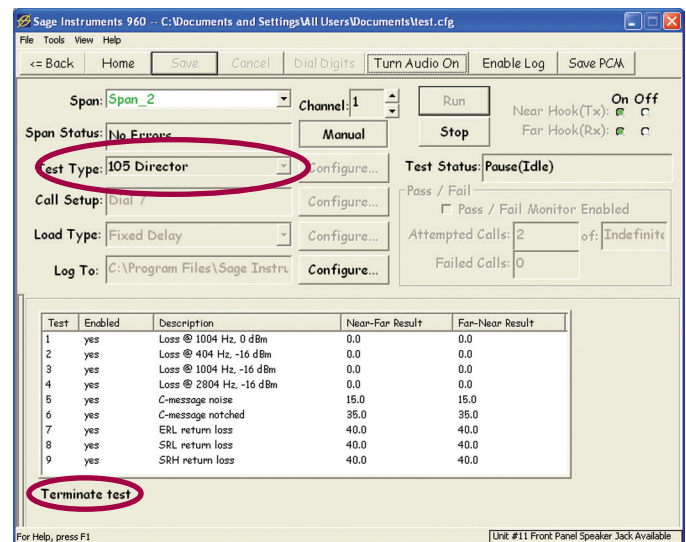 Sage Instruments 960 -- C:\Documents and Settings\All Users\Documents\test.cfg
File Tools View Help
<= Back Home Save Cancel Dial Digits Turn Audio On Enable Log Save PCM
Span: Span_2 Channel: 1 Run On Off
Near Hook(Tx):
Span Status: No Errors Manual Stop Far Hook(Rx):
Test Type: 105 Director Configure... Test Status: Pause(Idle)
Call Setup: Dial 7 Configure... Pass / Fail
Pass / Fail Monitor Enabled
Load Type: Fixed Delay Configure... Attempted Calls: 2 of: Indefinite
Log To: C:\Program Files\Sage Instru Configure... Failed Calls: 0
Test Enabled Description Near-Far Result Far-Near Result
1 yes Loss @ 1004 Hz, 0 dBm 0.0 0.0
2 yes Loss @ 404 Hz, -16 dBm 0.0 0.0
3 yes Loss @ 1004 Hz, -16 dBm 0.0 0.0
4 yes Loss @ 2804 Hz, -16 dBm 0.0 0.0
5 yes C-message noise 15.0 15.0
6 yes C-message notched 35.0 35.0
7 yes ERL return loss 40.0 40.0
8 yes SRL return loss 40.0 40.0
9 yes SRH return loss 40.0 40.0
Terminate test
For Help, press F1 Unit #11 Front Panel Speaker Jack Available